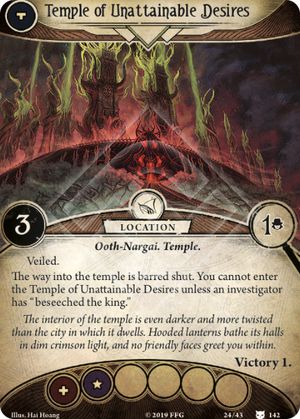 Temple of Unattainable Desires
3
LOCATION
1
Ooth-Nargai. Temple.
Veiled.
The way into the temple is barred shut. You cannot enter
the Temple of Unattainable Desires unless an investigator
has “beseeched the king.”
The interior of the temple is even darker and more twisted
than the city in which it dwells. Hooded lanterns bathe its halls
in dim crimson light, and no friendly faces greet you within.
Victory 1.
Illus. Hai Hoang
© 2019 FFG
24/43
142